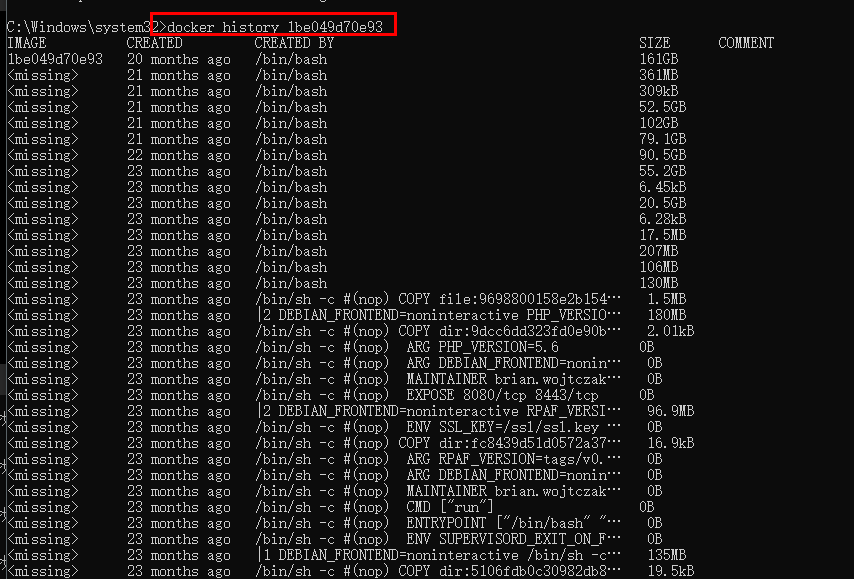 C:\Windows\system32>docker history 1be049d70e93
IMAGE CREATED CREATED BY SIZE COMMENT
1be049d70e93 20 months ago /bin/bash 161GB
<missing> 21 months ago /bin/bash 361MB
<missing> 21 months ago /bin/bash 309kB
<missing> 21 months ago /bin/bash 52.5GB
<missing> 21 months ago /bin/bash 102GB
<missing> 21 months ago /bin/bash 79.1GB
<missing> 22 months ago /bin/bash 90.5GB
<missing> 23 months ago /bin/bash 55.2GB
<missing> 23 months ago /bin/bash 6.45kB
<missing> 23 months ago /bin/bash 20.5GB
<missing> 23 months ago /bin/bash 6.28kB
<missing> 23 months ago /bin/bash 17.5MB
<missing> 23 months ago /bin/bash 207MB
<missing> 23 months ago /bin/bash 106MB
<missing> 23 months ago /bin/bash 130MB
<missing> 23 months ago /bin/sh -c #(nop) COPY file:9698800158e2b154… 1.5MB
<missing> 23 months ago |2 DEBIAN_FRONTEND=noninteractive PHP_VERSIO… 180MB
<missing> 23 months ago /bin/sh -c #(nop) COPY dir:9dcc6dd323fd0e90b… 2.01kB
<missing> 23 months ago /bin/sh -c #(nop) ARG PHP_VERSION=5.6 0B
<missing> 23 months ago /bin/sh -c #(nop) ARG DEBIAN_FRONTEND=nonin… 0B
<missing> 23 months ago /bin/sh -c #(nop) MAINTAINER brian.wojtczak… 0B
<missing> 23 months ago /bin/sh -c #(nop) EXPOSE 8080/tcp 8443/tcp 0B
<missing> 23 months ago |2 DEBIAN_FRONTEND=noninteractive RPAF_VERSI… 96.9MB
<missing> 23 months ago /bin/sh -c #(nop) ENV SSL_KEY=/ssl/ssl.key … 0B
<missing> 23 months ago /bin/sh -c #(nop) COPY dir:fc8439d51d0572a37… 16.9kB
<missing> 23 months ago /bin/sh -c #(nop) ARG RPAF_VERSION=tags/v0.… 0B
<missing> 23 months ago /bin/sh -c #(nop) ARG DEBIAN_FRONTEND=nonin… 0B
<missing> 23 months ago /bin/sh -c #(nop) MAINTAINER brian.wojtczak… 0B
<missing> 23 months ago /bin/sh -c #(nop) CMD ["run"] 0B
<missing> 23 months ago /bin/sh -c #(nop) ENTRYPOINT ["/bin/bash" "… 0B
<missing> 23 months ago /bin/sh -c #(nop) ENV SUPERVISORD_EXIT_ON_F… 0B
<missing> 23 months ago |1 DEBIAN_FRONTEND=noninteractive /bin/sh -c… 135MB
<missing> 23 months ago /bin/sh -c #(nop) COPY dir:5106fdb0c30982db8… 19.5kB